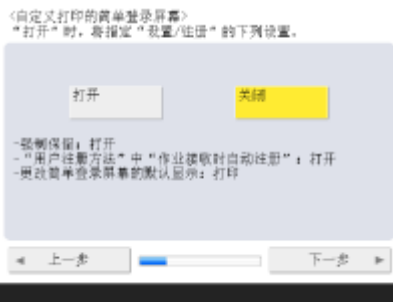 <自定义打印的简单登录屏幕>
"打开"时，将指定"设置/注册"的下列设置。
打开 关闭
-强制保留：打开
-"用户注册方法"中"作业接收时自动注册"：打开
-更改简单登录屏幕的默认显示：打印
◀ 上一步 下一步 ▶